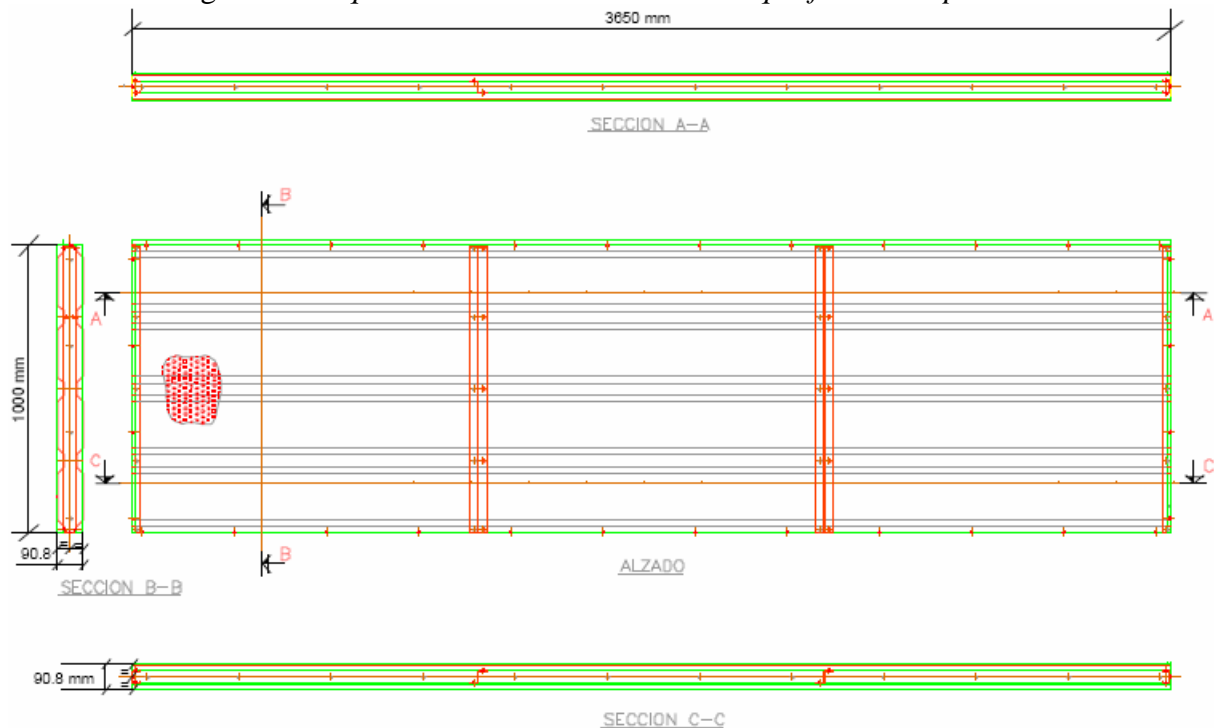 3650 mm
SECCION A-A
B
A
A
1000 mm
C
C
B
90.8
= =
SECCION B-B
ALZADO
90.8 mm
= =
SECCION C-C